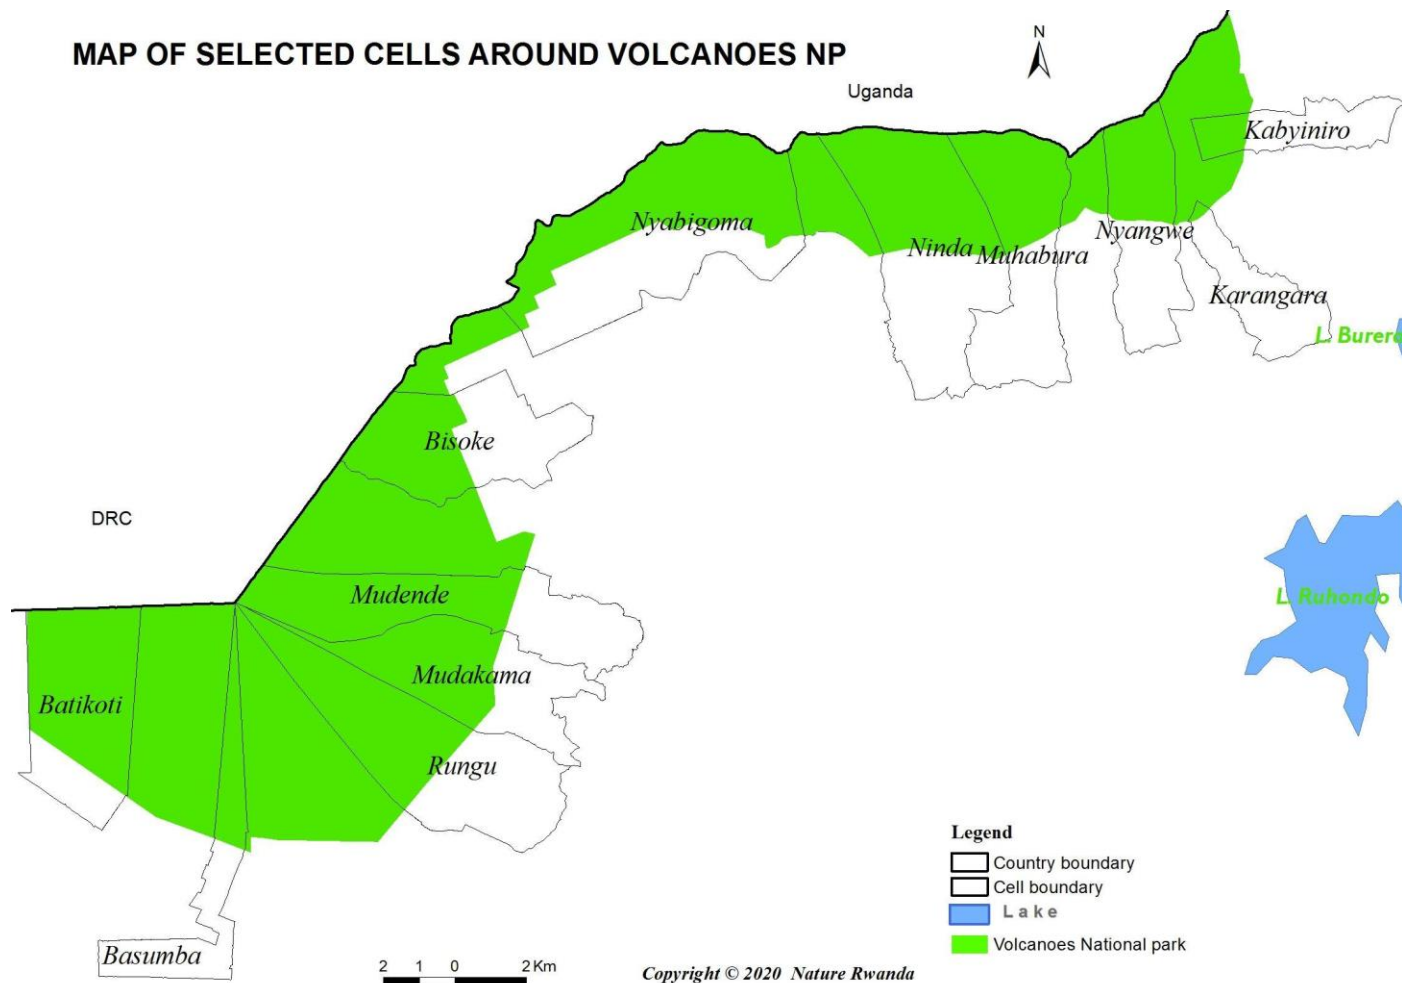 MAP OF SELECTED CELLS AROUND VOLCANOES NP
N
Uganda
Kabyiniro
Nyabigoma
Nyangwe
Ninda
Muhabura
Karangara
L. Burera
Bisoke
DRC
Mudende
L. Ruhondo
Mudakama
Batikoti
Rungu
Basumba
Legend
Country boundary
Cell boundary
Lake
Volcanoes National park
2 1 0 2 Km
Copyright © 2020 Nature Rwanda